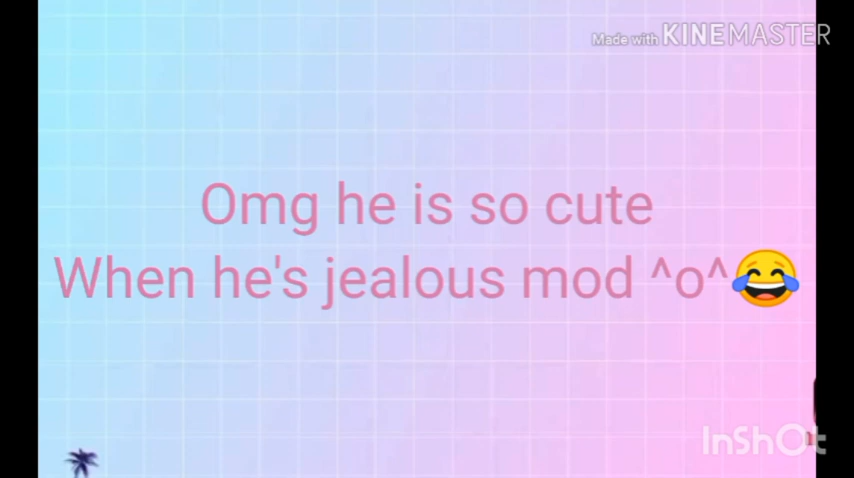 Made with KINEMASTER
Omg he is so cute
When he's jealous mod ^o^😂
InShOt